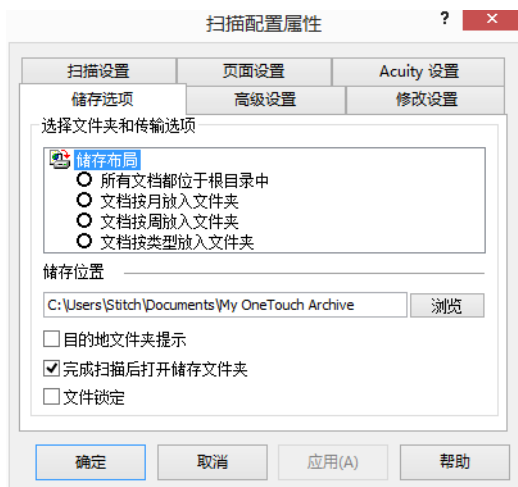 扫描配置属性
? ×
扫描设置 页面设置 Acuity 设置
储存选项 高级设置 修改设置
选择文件夹和传输选项
储存布局
所有文档都位于根目录中
文档按月放入文件夹
文档按周放入文件夹
文档按类型放入文件夹
储存位置
C:\Users\Stitch\Documents\My OneTouch Archive 浏览
目的地文件夹提示
完成扫描后打开储存文件夹
文件锁定
确定 取消 应用(A) 帮助